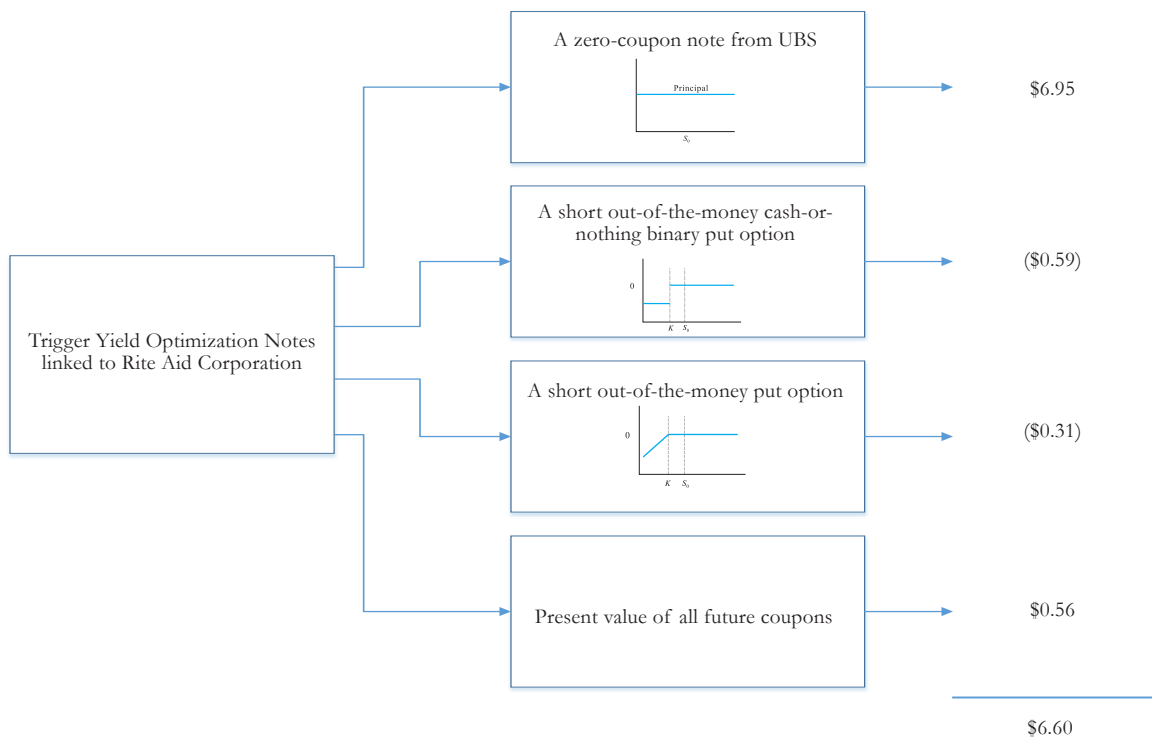 A zero-coupon note from UBS
Principal
S₀
$6.95
A short out-of-the-money cash-or-
nothing binary put option
0
K S₀
($0.59)
Trigger Yield Optimization Notes
linked to Rite Aid Corporation
A short out-of-the-money put option
0
K S₀
($0.31)
Present value of all future coupons
$0.56
$6.60